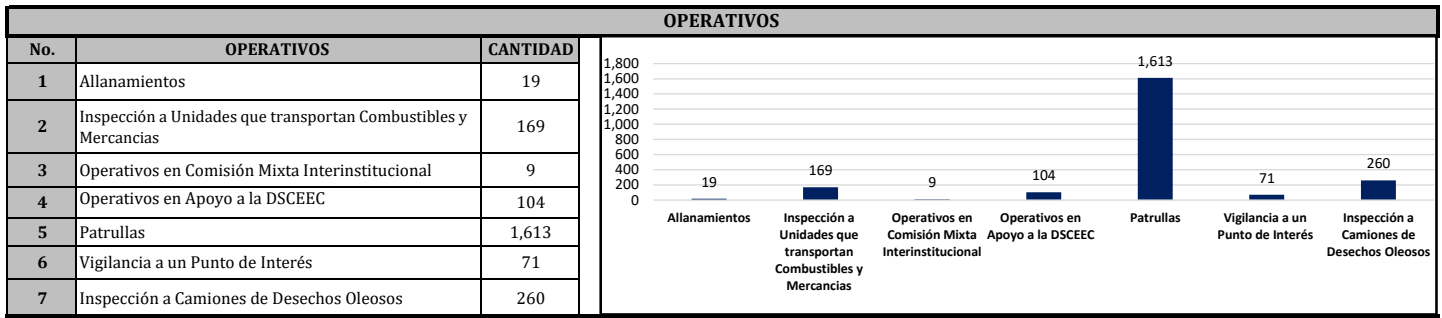 OPERATIVOS
No. OPERATIVOS CANTIDAD
1 Allanamientos 19
2 Inspección a Unidades que transportan Combustibles y
Mercancias 169
3 Operativos en Comisión Mixta Interinstitucional 9
4 Operativos en Apoyo a la DSCEEC 104
5 Patrullas 1,613
6 Vigilancia a un Punto de Interés 71
7 Inspección a Camiones de Desechos Oleosos 260
1,800
1,600
1,400
1,200
1,000
800
600
400
200
0
19 169 9 104 1,613 71 260
Allanamientos
Inspección a
Unidades que
transportan
Combustibles y
Mercancias
Operativos en
Comisión Mixta
Interinstitucional
Operativos en
Apoyo a la DSCEEC
Patrullas
Vigilancia a un
Punto de Interés
Inspección a
Camiones de
Desechos Oleosos